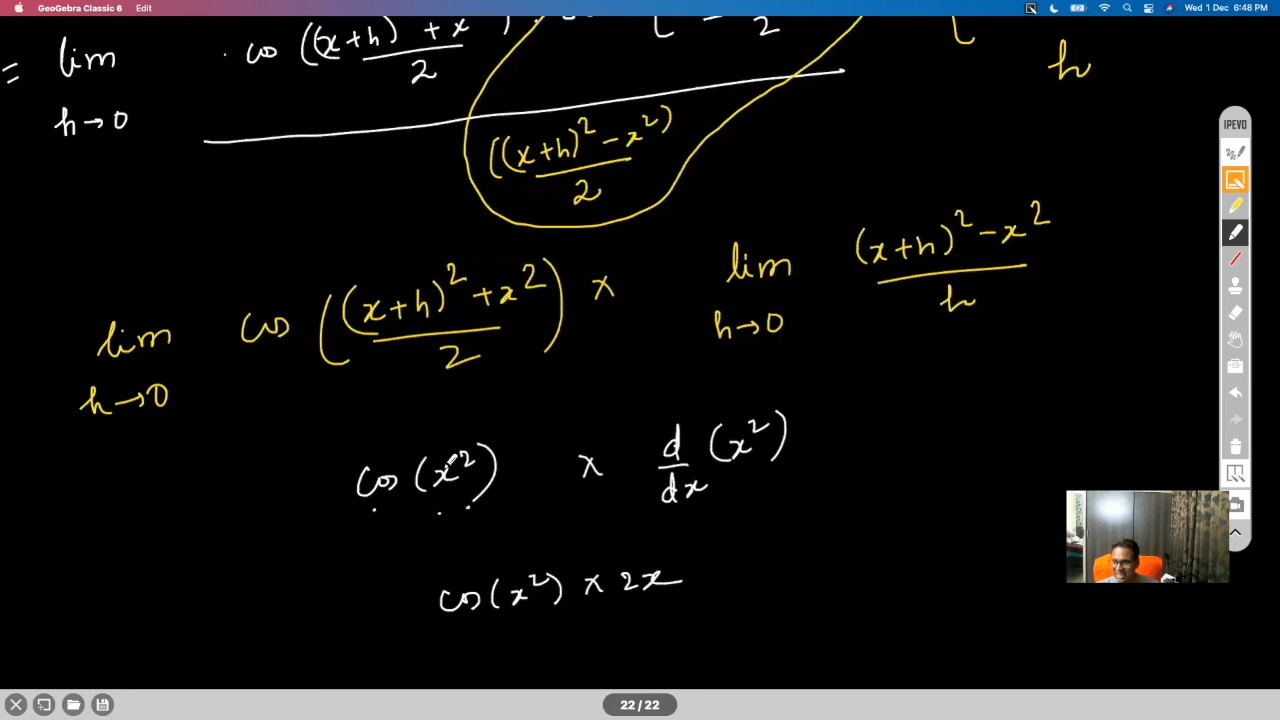 GeoGebra Classic 6 Edit Wed 1 Dec 6:48 PM
= lim h→0 · cos ((x+h) + x / 2)
2
h
((x+h)² − x²) / 2
IPEVO
lim h→0 cos ((x+h)² + x² / 2) × lim h→0 (x+h)² − x² / h
cos (x²) × d/dx (x²)
cos (x²) × 2x
22 / 22